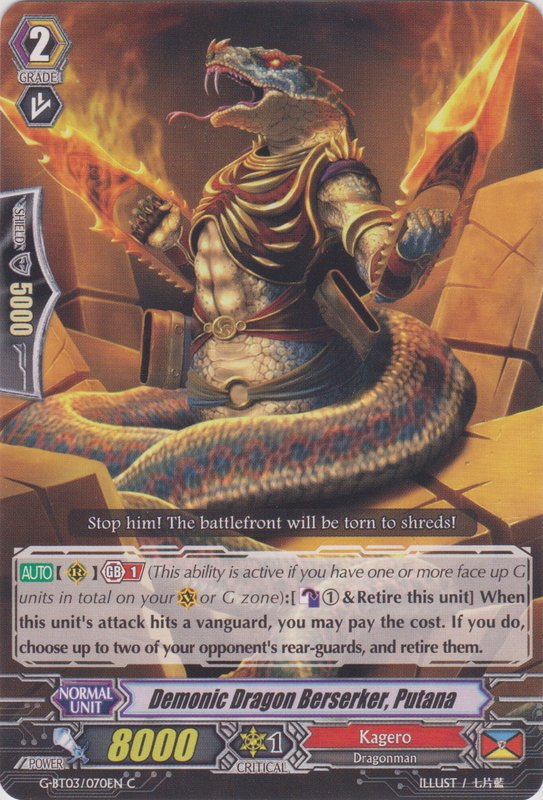 2
GRADE
SHIELD
5000
Stop him! The battlefront will be torn to shreds!
AUTO【 R 】GB 1 (This ability is active if you have one or more face up G
units in total on your V or G zone):[ ① & Retire this unit] When
this unit's attack hits a vanguard, you may pay the cost. If you do,
choose up to two of your opponent's rear-guards, and retire them.
NORMAL
UNIT
Demonic Dragon Berserker, Putana
POWER
8000
1
CRITICAL
Kagero
Dragonman
G-BT03/070EN C
ILLUST / 七片藍